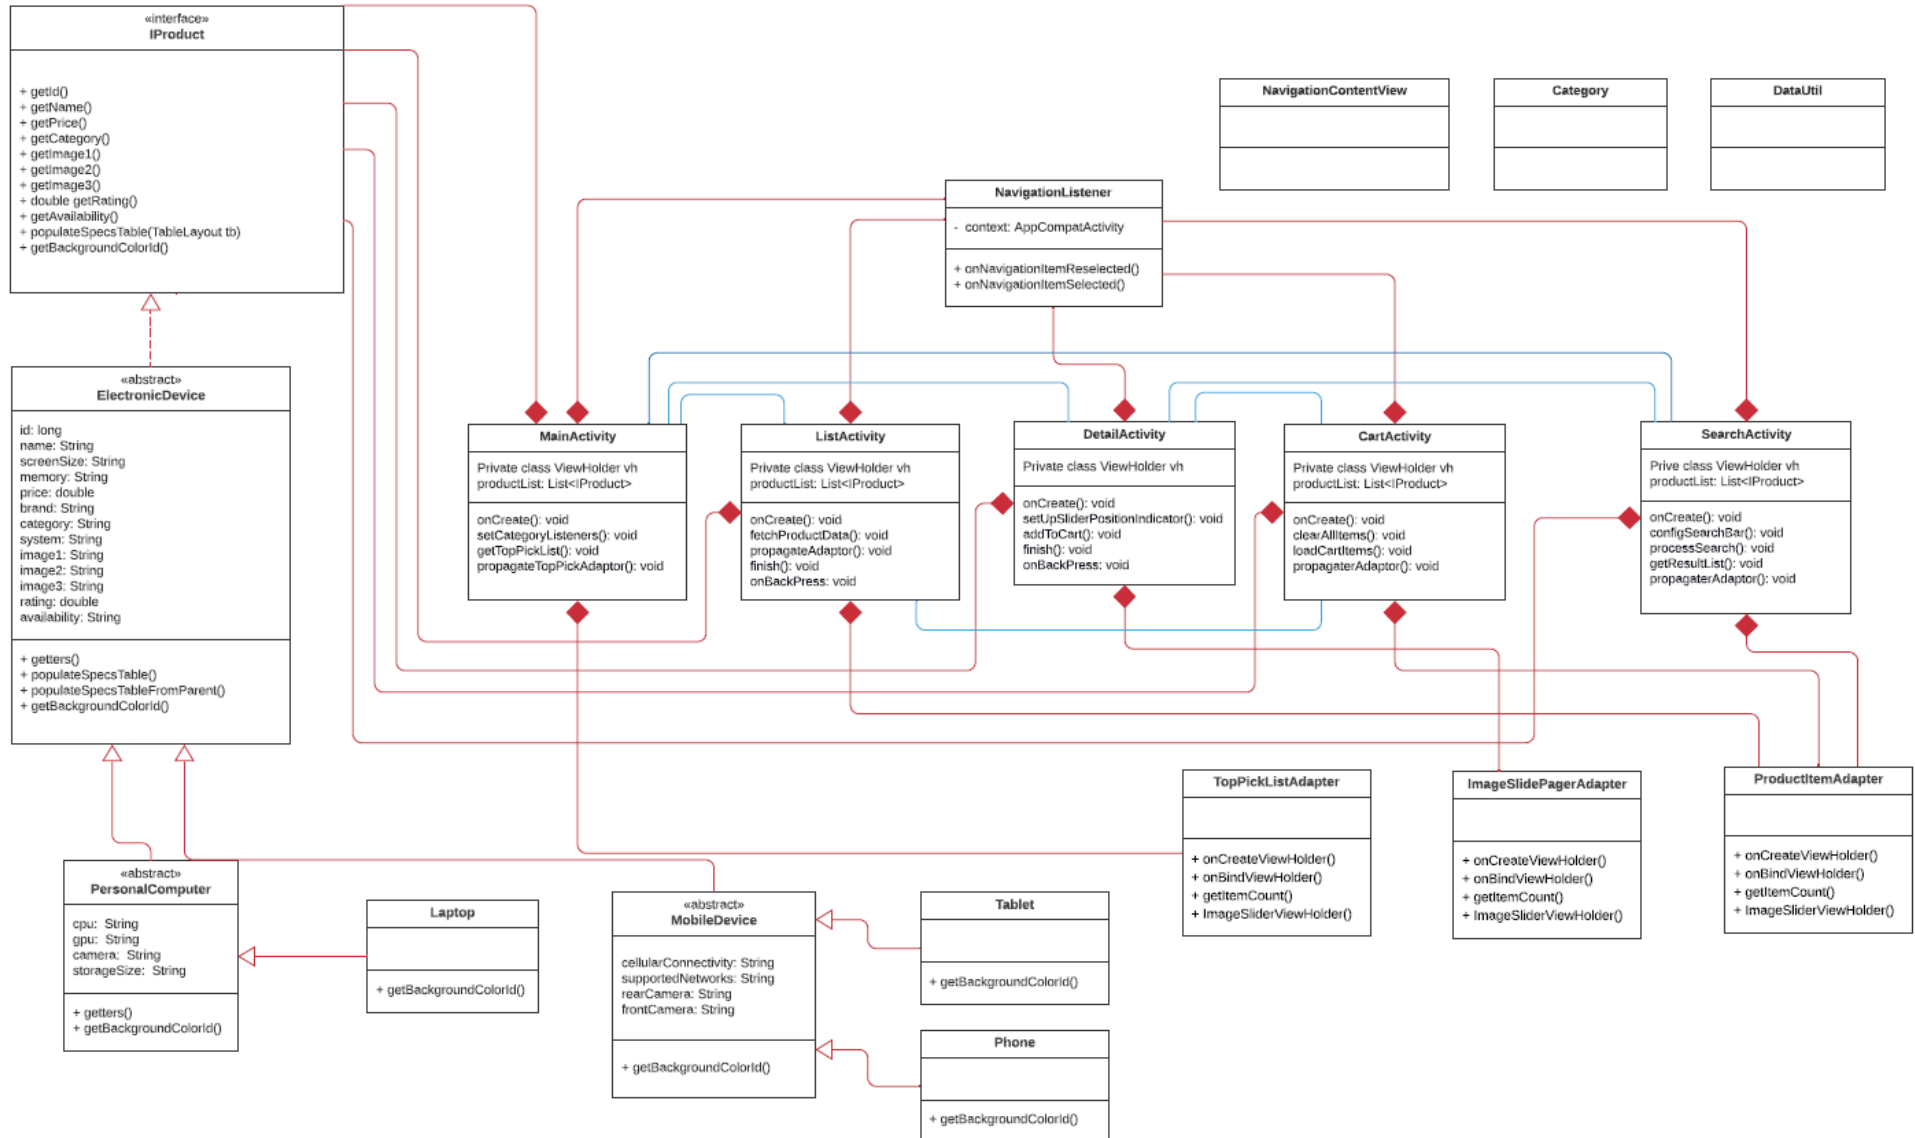 «interface»
IProduct
+ getId()
+ getName()
+ getPrice()
+ getCategory()
+ getImage1()
+ getImage2()
+ getImage3()
+ double getRating()
+ getAvailability()
+ populateSpecsTable(TableLayout tb)
+ getBackgroundColorId()
NavigationContentView
Category
DataUtil
NavigationListener
- context: AppCompatActivity
+ onNavigationItemReselected()
+ onNavigationItemSelected()
«abstract»
ElectronicDevice
id: long
name: String
screenSize: String
memory: String
price: double
brand: String
category: String
system: String
image1: String
image2: String
image3: String
rating: double
availability: String
+ getters()
+ populateSpecsTable()
+ populateSpecsTableFromParent()
+ getBackgroundColorId()
MainActivity
Private class ViewHolder vh
productList: List<IProduct>
onCreate(): void
setCategoryListeners(): void
getTopPickList(): void
propagateTopPickAdaptor(): void
ListActivity
Private class ViewHolder vh
productList: List<IProduct>
onCreate(): void
fetchProductData(): void
propagateAdaptor(): void
finish(): void
onBackPress: void
DetailActivity
Private class ViewHolder vh
onCreate(): void
setUpSliderPositionIndicator(): void
addToCart(): void
finish(): void
onBackPress: void
CartActivity
Private class ViewHolder vh
productList: List<IProduct>
onCreate(): void
clearAllItems(): void
loadCartItems(): void
propagaterAdaptor(): void
SearchActivity
Prive class ViewHolder vh
productList: List<IProduct>
onCreate(): void
configSearchBar(): void
processSearch(): void
getResultList(): void
propagaterAdaptor(): void
TopPickListAdapter
+ onCreateViewHolder()
+ onBindViewHolder()
+ getItemCount()
+ ImageSliderViewHolder()
ImageSlidePagerAdapter
+ onCreateViewHolder()
+ onBindViewHolder()
+ getItemCount()
+ ImageSliderViewHolder()
ProductItemAdapter
+ onCreateViewHolder()
+ onBindViewHolder()
+ getItemCount()
+ ImageSliderViewHolder()
«abstract»
PersonalComputer
cpu: String
gpu: String
camera: String
storageSize: String
+ getters()
+ getBackgroundColorId()
Laptop
+ getBackgroundColorId()
«abstract»
MobileDevice
cellularConnectivity: String
supportedNetworks: String
rearCamera: String
frontCamera: String
+ getBackgroundColorId()
Tablet
+ getBackgroundColorId()
Phone
+ getBackgroundColorId()